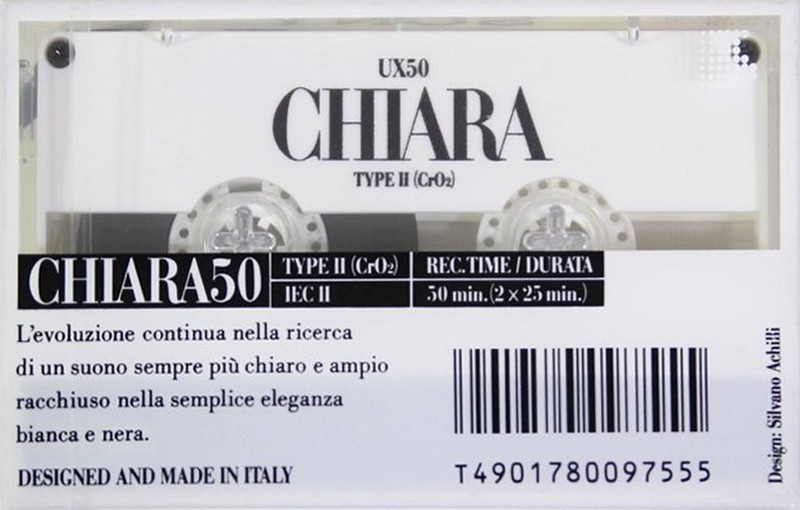 UX50
CHIARA
TYPE II (CrO₂)
CHIARA50
TYPE II (CrO₂)
REC. TIME / DURATA
IEC II
50 min. (2 x 25 min.)
L'evoluzione continua nella ricerca
di un suono sempre più chiaro e ampio
racchiuso nella semplice eleganza
bianca e nera.
DESIGNED AND MADE IN ITALY
T4901780097555
Design: Silvano Achilli